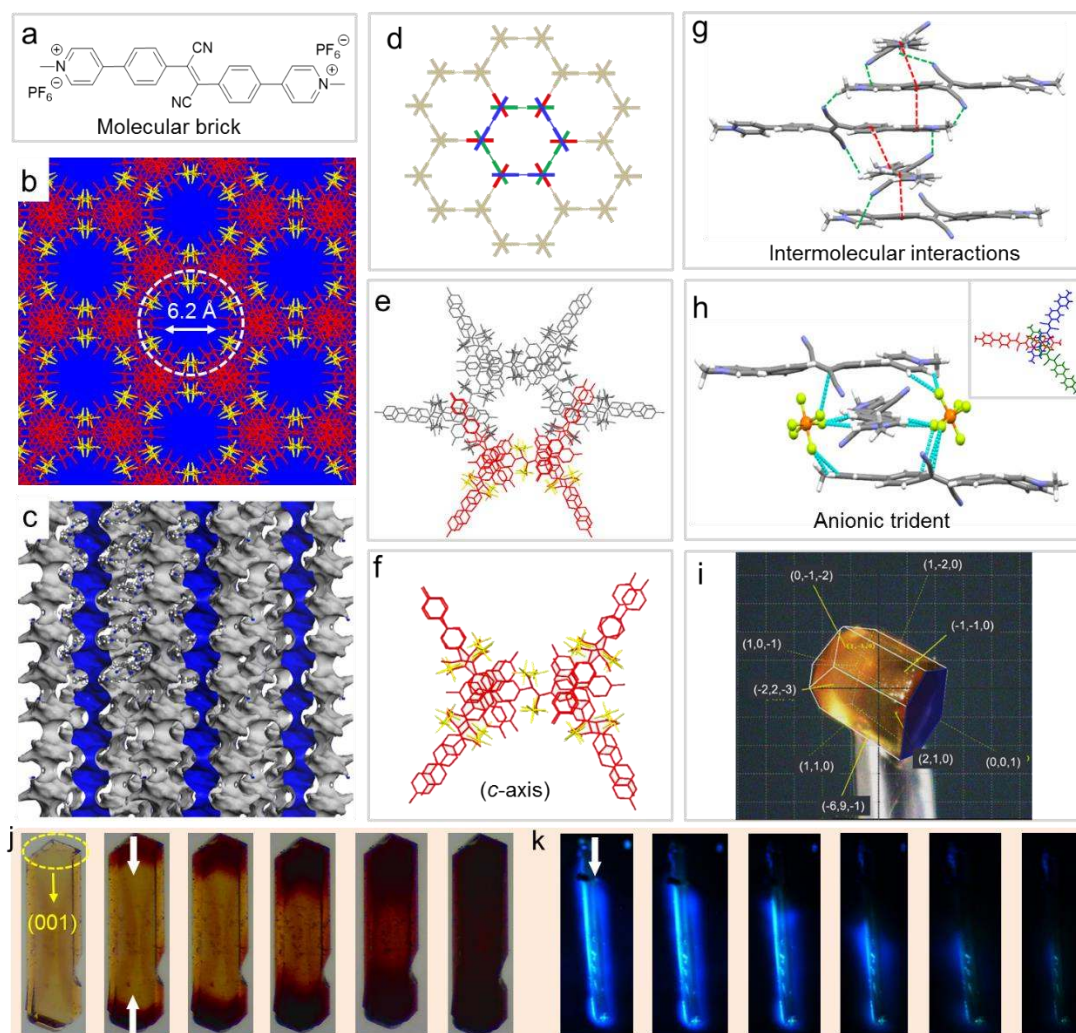 a
CN
PF6⊖
⊕
N
PF6⊖
CN
⊕
N
Molecular brick
b
6.2 Å
c
d
e
f
(c-axis)
g
Intermolecular interactions
h
Anionic trident
i
(0,-1,-2)
(1,-2,0)
(-1,-1,0)
(1,0,-1)
(-2,2,-3)
(1,1,0)
(2,1,0)
(0,0,1)
(-6,9,-1)
j
(001)
k